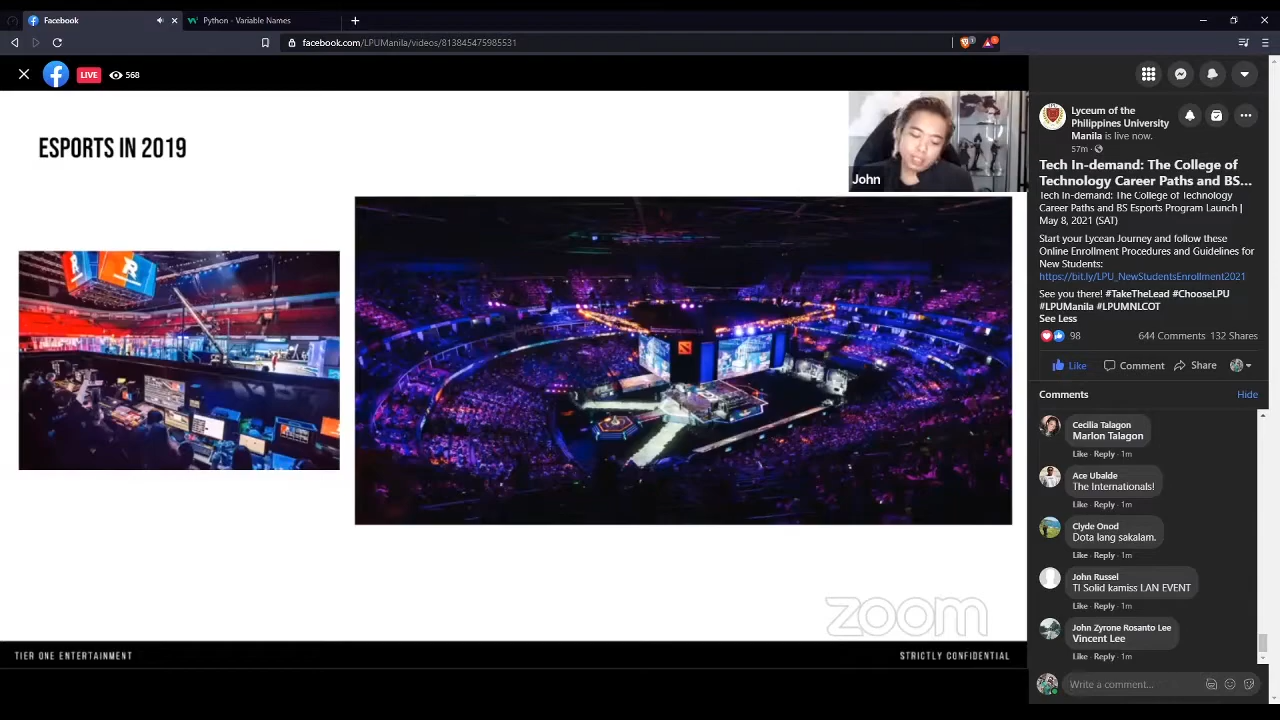 Facebook
Python - Variable Names
facebook.com/LPUManila/videos/813845475985531
LIVE
568
ESPORTS IN 2019
John
zoom
TIER ONE ENTERTAINMENT
STRICTLY CONFIDENTIAL
Lyceum of the
Philippines University
Manila is live now.
57m ·
Tech In-demand: The College of
Technology Career Paths and BS...
Tech In-demand: The College of Technology
Career Paths and BS Esports Program Launch |
May 8, 2021 (SAT)
Start your Lycean Journey and follow these
Online Enrollment Procedures and Guidelines for
New Students:
https://bit.ly/LPU_NewStudentsEnrollment2021
See you there! #TakeTheLead #ChooseLPU
#LPUManila #LPUMNLCOT
See Less
98
644 Comments 132 Shares
Like Comment Share
Comments
Hide
Cecilia Talagon
Marlon Talagon
Like · Reply · 1m
Ace Ubalde
The Internationals!
Like · Reply · 1m
Clyde Onod
Dota lang sakalam.
Like · Reply · 1m
John Russel
TI Solid kamiss LAN EVENT
Like · Reply · 1m
John Zyrone Rosanto Lee
Vincent Lee
Like · Reply · 1m
Write a comment...